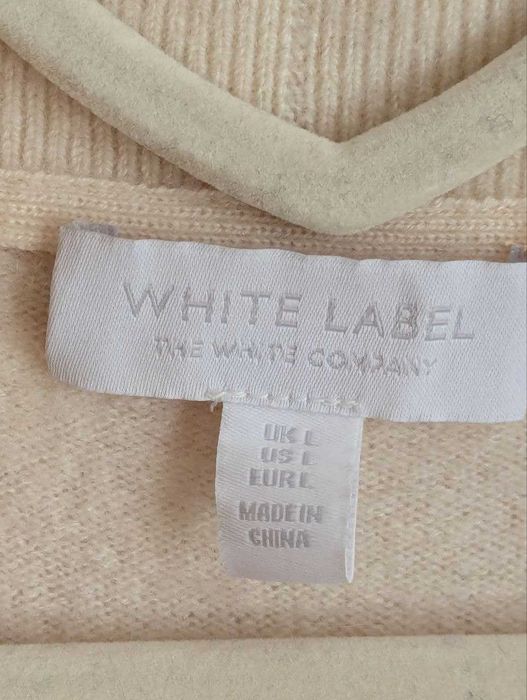 WHITE LABEL
THE WHITE COMPANY
UK L
US L
EUR L
MADE IN
CHINA